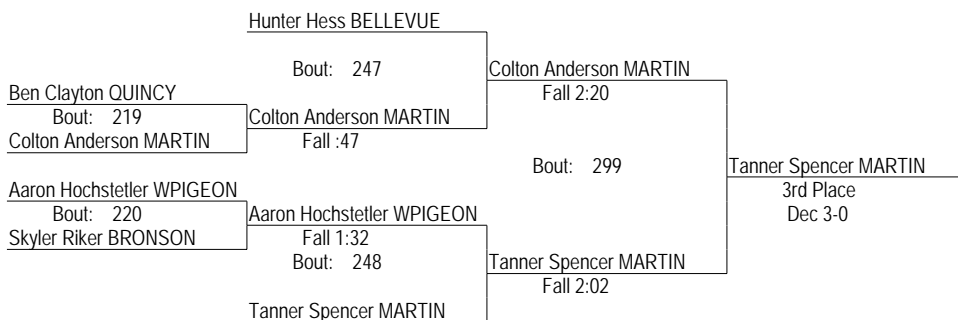 Hunter Hess BELLEVUE
Bout: 247
Colton Anderson MARTIN
Fall 2:20
Ben Clayton QUINCY
Bout: 219
Colton Anderson MARTIN
Colton Anderson MARTIN
Fall :47
Bout: 299
Tanner Spencer MARTIN
3rd Place
Dec 3-0
Aaron Hochstetler WPIGEON
Bout: 220
Skyler Riker BRONSON
Aaron Hochstetler WPIGEON
Fall 1:32
Bout: 248
Tanner Spencer MARTIN
Fall 2:02
Tanner Spencer MARTIN